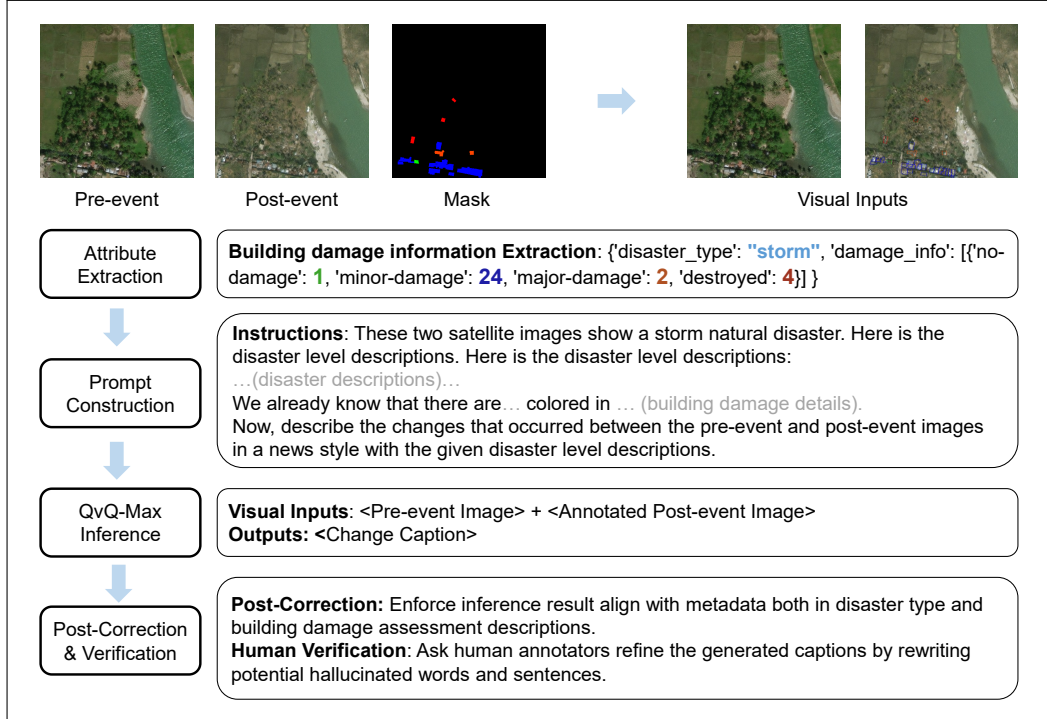 Pre-event
Post-event
Mask
Visual Inputs
Attribute
Extraction
Building damage information Extraction: {'disaster_type': "storm", 'damage_info': [{'no-
damage': 1, 'minor-damage': 24, 'major-damage': 2, 'destroyed': 4}] }
Prompt
Construction
Instructions: These two satellite images show a storm natural disaster. Here is the
disaster level descriptions. Here is the disaster level descriptions:
…(disaster descriptions)…
We already know that there are… colored in … (building damage details).
Now, describe the changes that occurred between the pre-event and post-event images
in a news style with the given disaster level descriptions.
QvQ-Max
Inference
Visual Inputs: <Pre-event Image> + <Annotated Post-event Image>
Outputs: <Change Caption>
Post-Correction
& Verification
Post-Correction: Enforce inference result align with metadata both in disaster type and
building damage assessment descriptions.
Human Verification: Ask human annotators refine the generated captions by rewriting
potential hallucinated words and sentences.